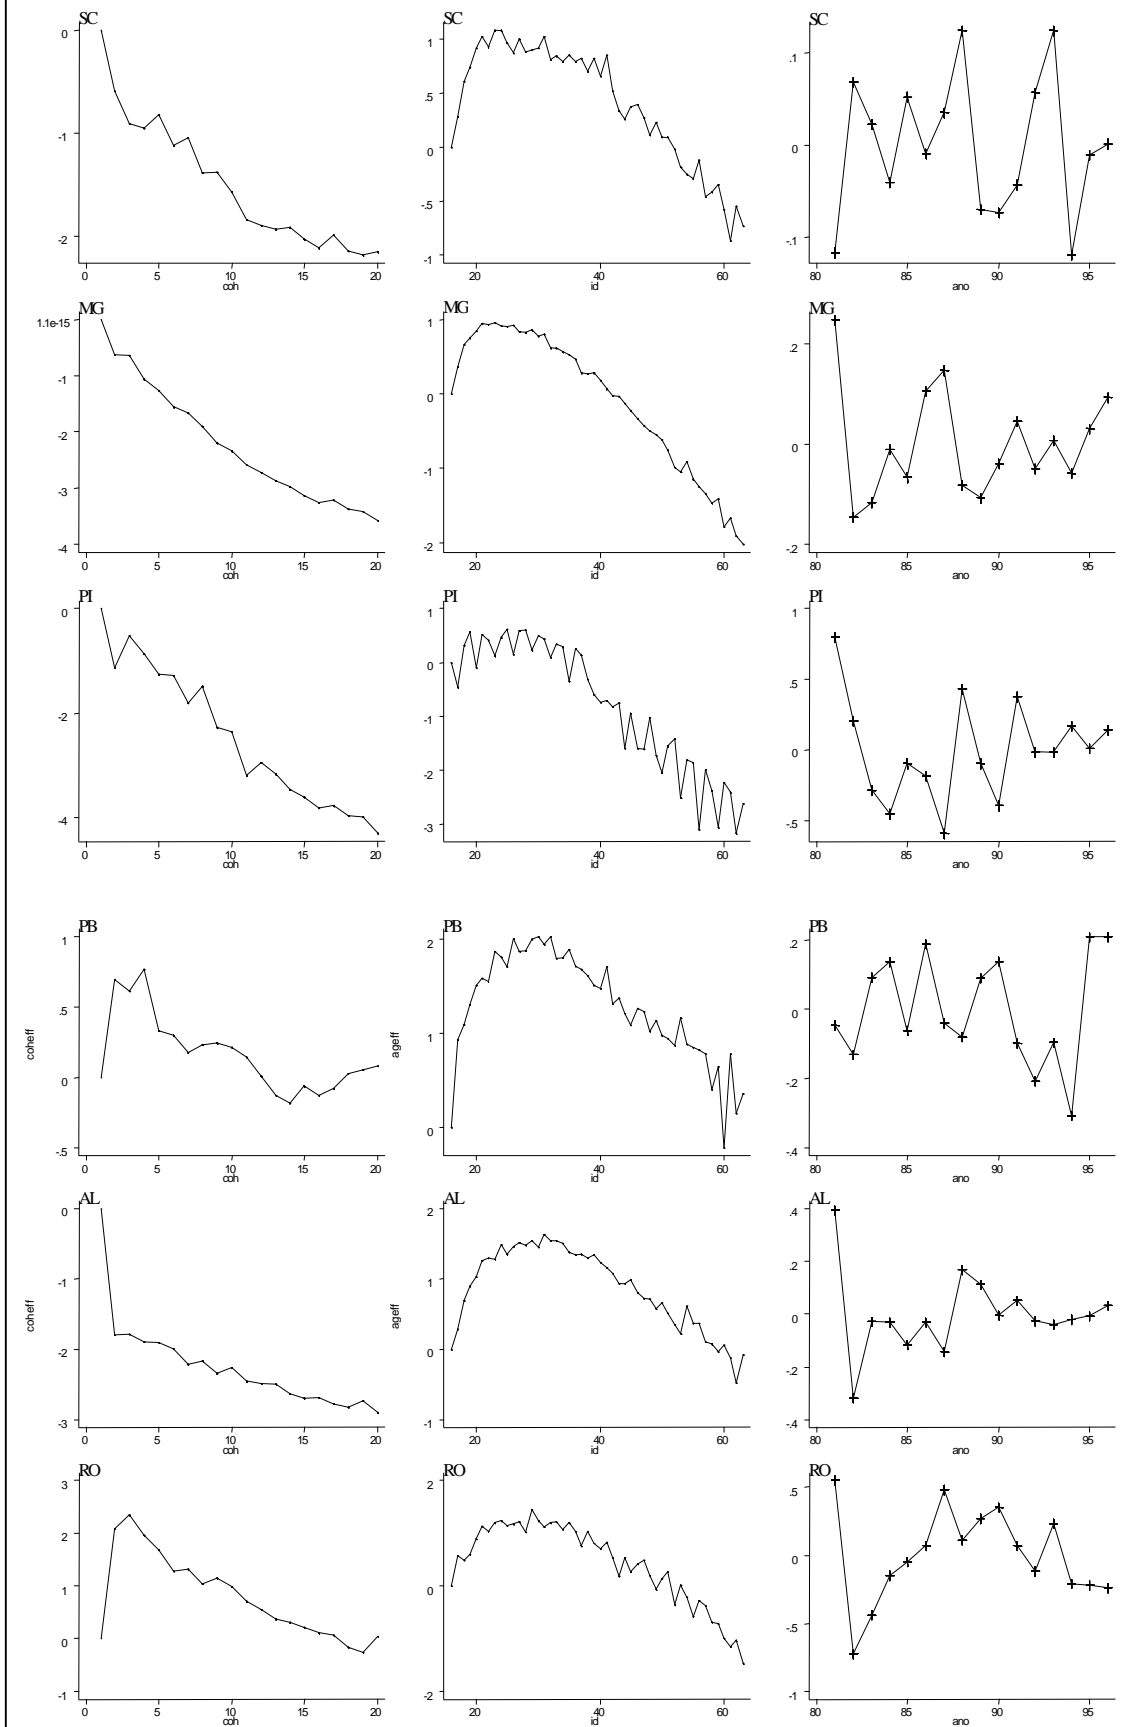 SC SC SC
0 -1 -2
0 5 10 15 20
coh
1 .5 0 -.5 -1
20 40 60
id
.1 0 -.1
80 85 90 95
ano
MG MG MG
1.1e-15 -1 -2 -3 -4
0 5 10 15 20
coh
1 0 -1 -2
20 40 60
id
.2 0 -.2
80 85 90 95
ano
PI PI PI
0 -2 -4
0 5 10 15 20
coh
1 0 -1 -2 -3
20 40 60
id
1 .5 0 -.5
80 85 90 95
ano
PB PB PB
coheff
1 .5 0 -.5
0 5 10 15 20
coh
ageff
2 1 0
20 40 60
id
.2 0 -.2 -.4
80 85 90 95
ano
AL AL AL
coheff
0 -1 -2 -3
0 5 10 15 20
coh
ageff
2 1 0 -1
20 40 60
id
.4 .2 0 -.2 -.4
80 85 90 95
ano
RO RO RO
3 2 1 0 -1
0 5 10 15 20
coh
2 0 -2
20 40 60
id
.5 0 -.5 -1
80 85 90 95
ano